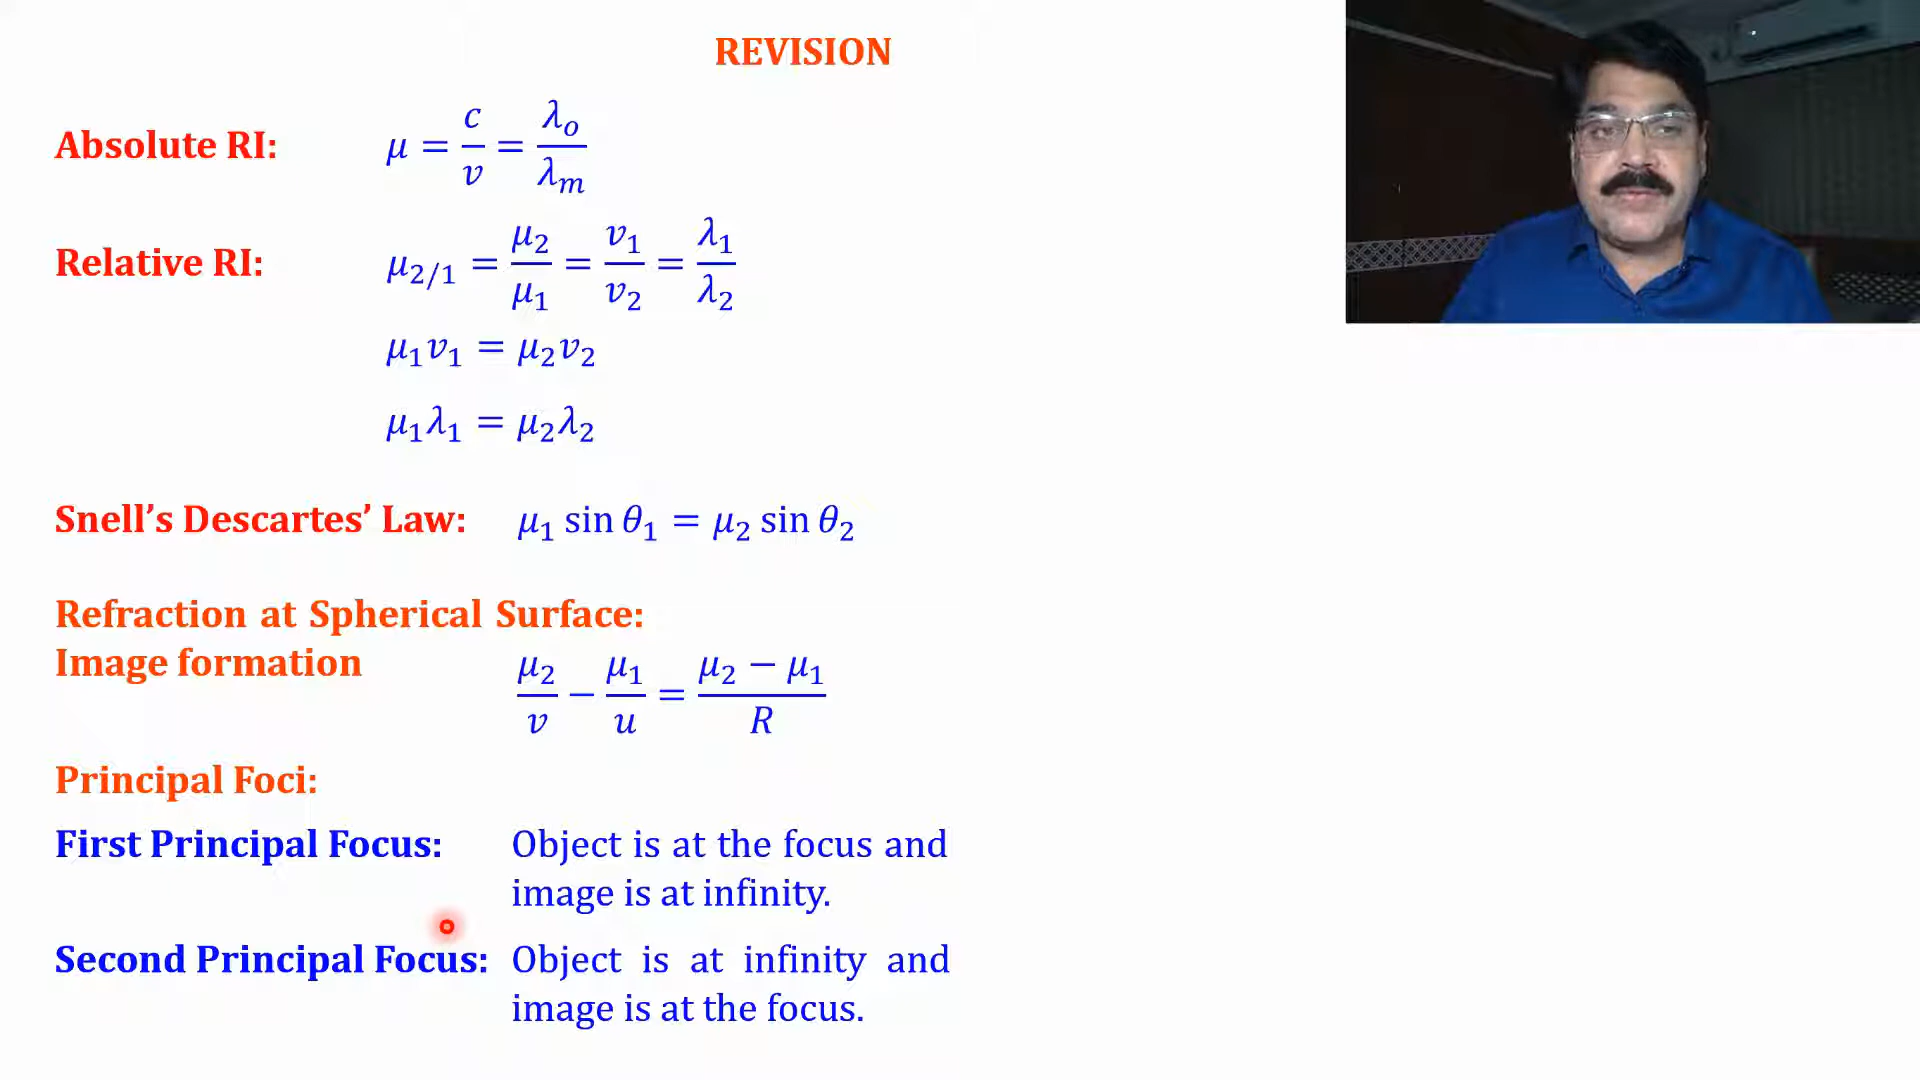 REVISION
Absolute RI: μ = c/v = λₒ/λₘ
Relative RI: μ₂/₁ = μ₂/μ₁ = v₁/v₂ = λ₁/λ₂
μ₁v₁ = μ₂v₂
μ₁λ₁ = μ₂λ₂
Snell’s Descartes’ Law: μ₁ sin θ₁ = μ₂ sin θ₂
Refraction at Spherical Surface:
Image formation μ₂/v − μ₁/u = (μ₂ − μ₁)/R
Principal Foci:
First Principal Focus: Object is at the focus and
image is at infinity.
Second Principal Focus: Object is at infinity and
image is at the focus.